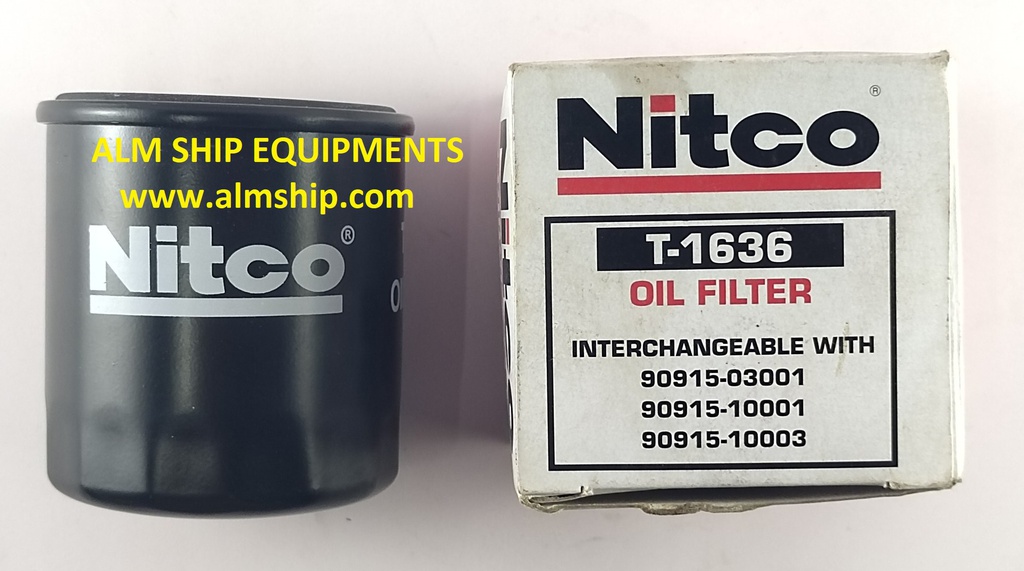 ALM SHIP EQUIPMENTS
www.almship.com
Nitco®
Nitco®
T-1636
OIL FILTER
INTERCHANGEABLE WITH
90915-03001
90915-10001
90915-10003